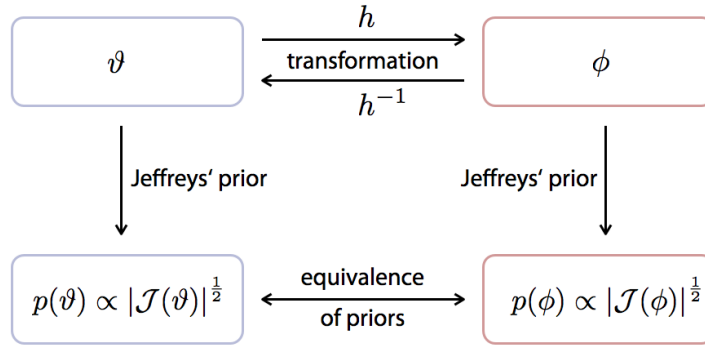 h
ϑ
transformation
ϕ
h⁻¹
Jeffreys‘ prior
Jeffreys‘ prior
p(ϑ) ∝ |𝒥(ϑ)|^{1/2}
equivalence
of priors
p(ϕ) ∝ |𝒥(ϕ)|^{1/2}